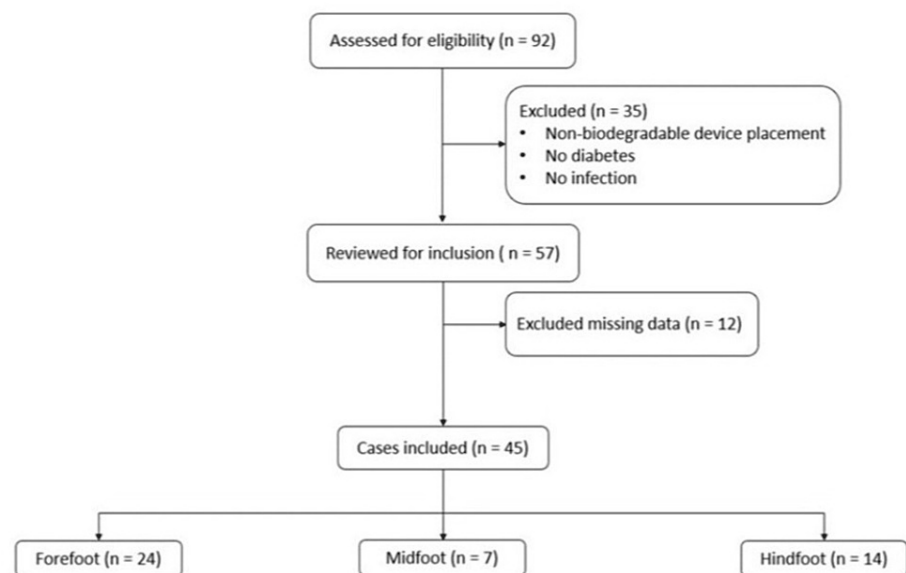 Assessed for eligibility (n = 92)
Excluded (n = 35)
• Non-biodegradable device placement
• No diabetes
• No infection
Reviewed for inclusion ( n = 57)
Excluded missing data (n = 12)
Cases included (n = 45)
Forefoot (n = 24)
Midfoot (n = 7)
Hindfoot (n = 14)